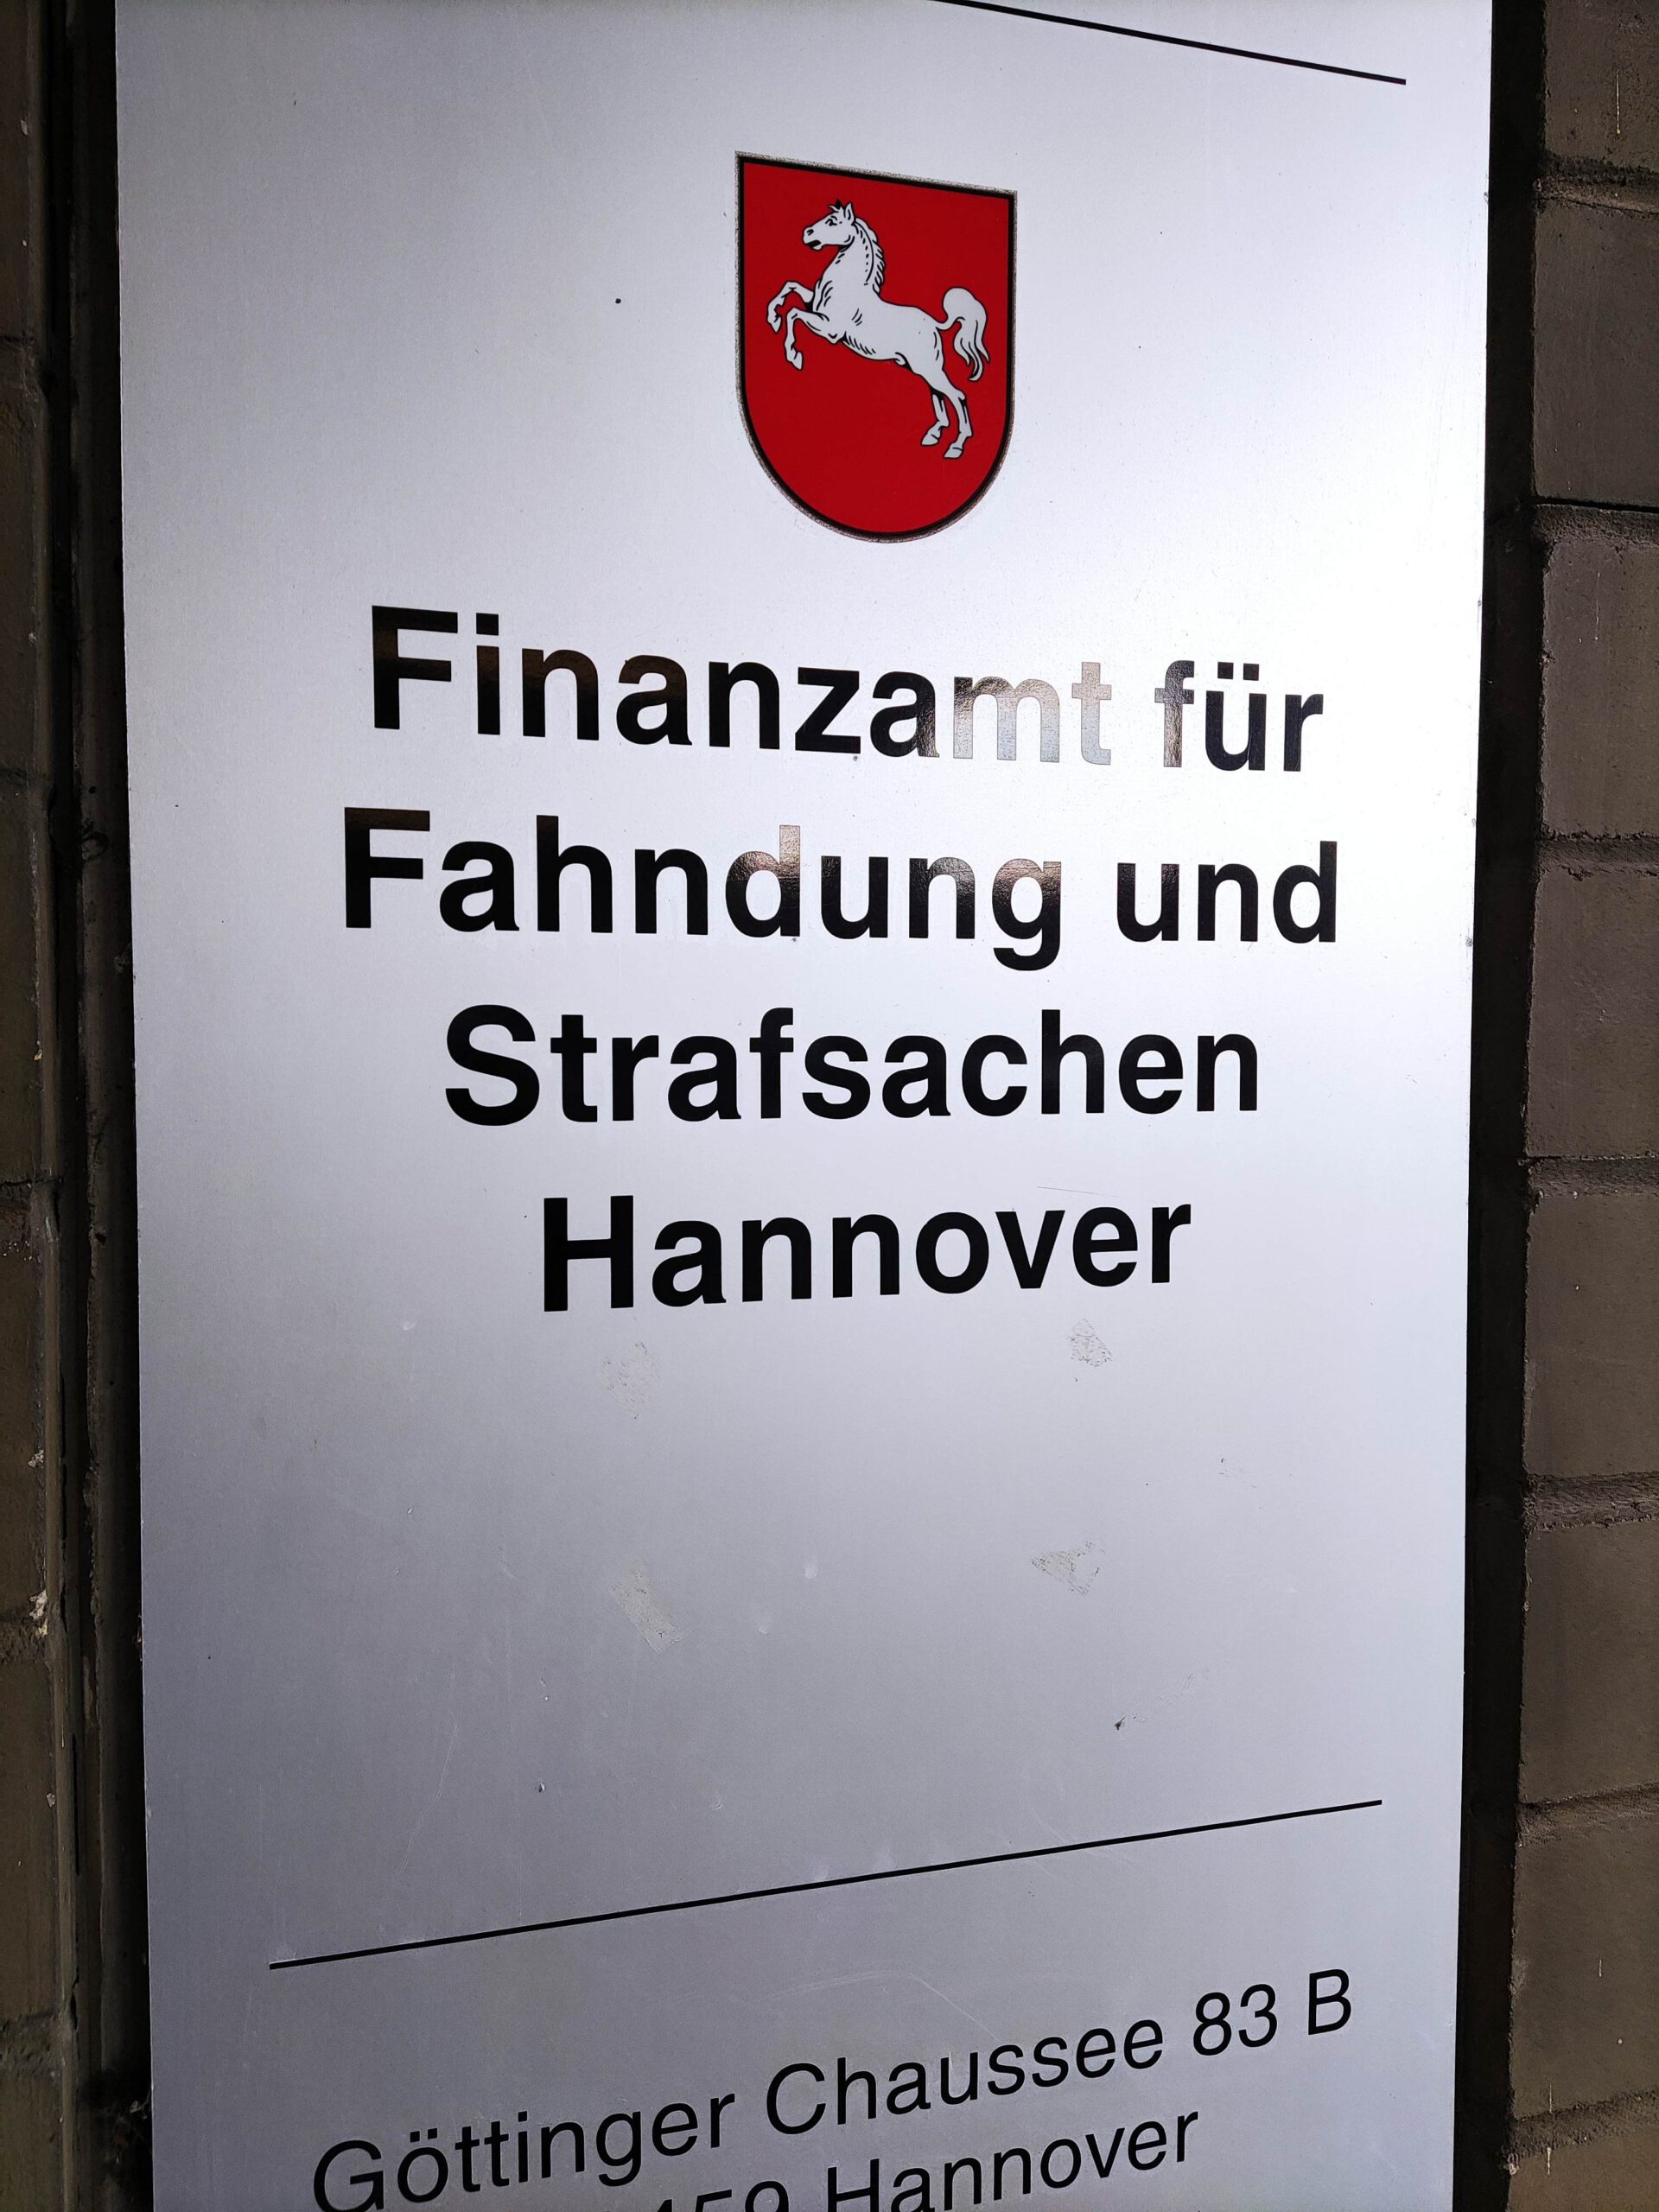 Finanzamt für
Fahndung und
Strafsachen
Hannover
Göttinger Chaussee 83 B
Hannover